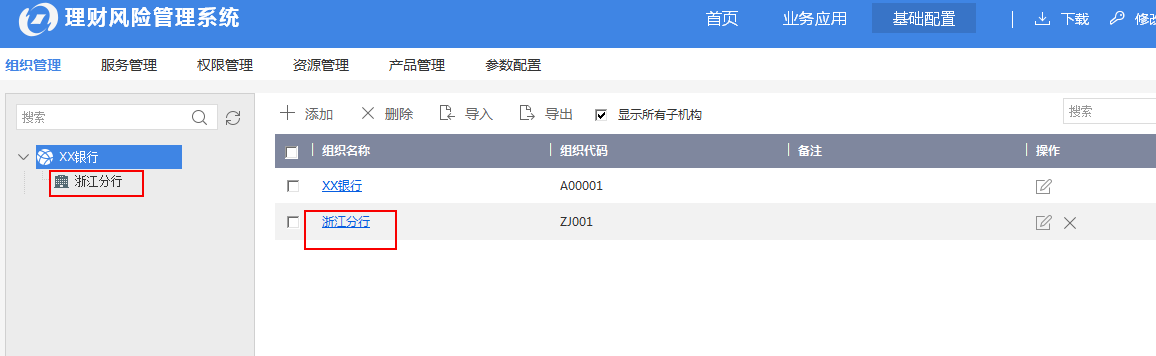 理财风险管理系统 首页 业务应用 基础配置 下载 修改
组织管理 服务管理 权限管理 资源管理 产品管理 参数配置
搜索 添加 删除 导入 导出 显示所有子机构 搜索
组织名称 组织代码 备注 操作
XX银行
浙江分行
XX银行 A00001
浙江分行 ZJ001